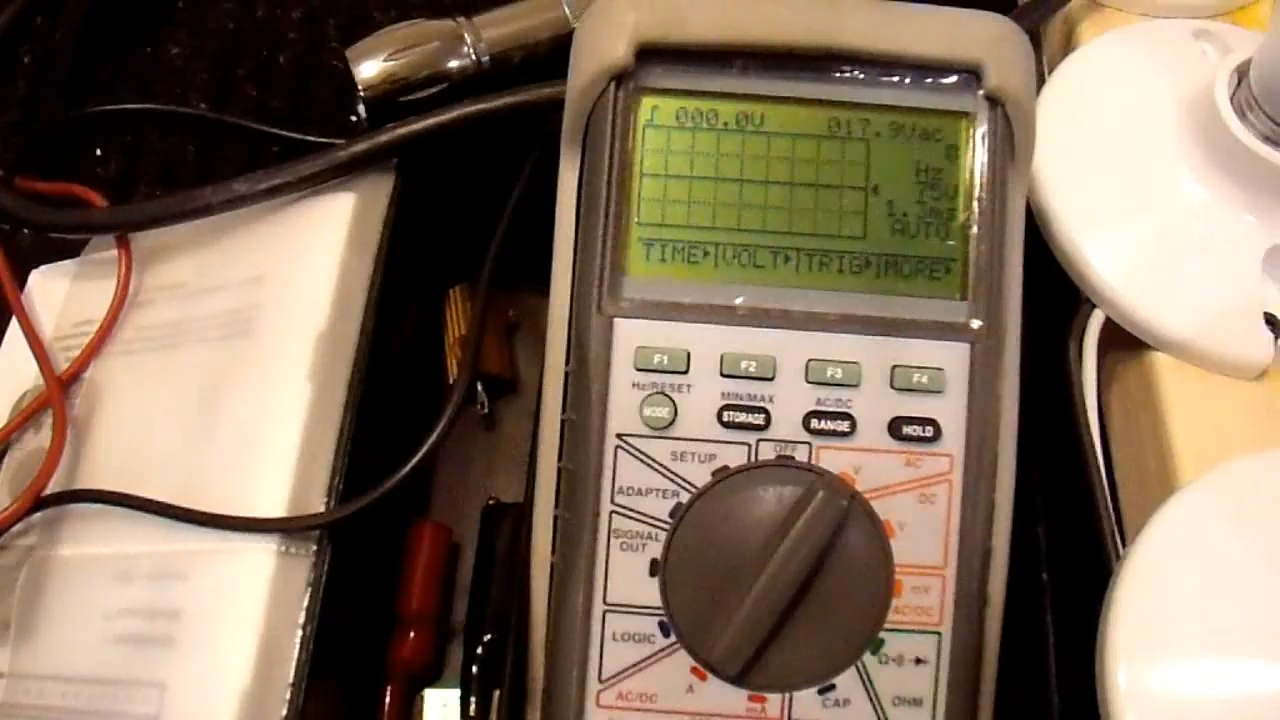 000.0V 017.9Vac
0
Hz
75V
AUTO
TIME VOLT TRIG MORE
F1 F2 F3 F4
Hz/RESET MIN/MAX AC/DC
MODE STORAGE RANGE HOLD
SETUP OFF AC
V
ADAPTER DC
SIGNAL OUT V
mV
AC/DC
LOGIC Ω
AC/DC A mA CAP OHM